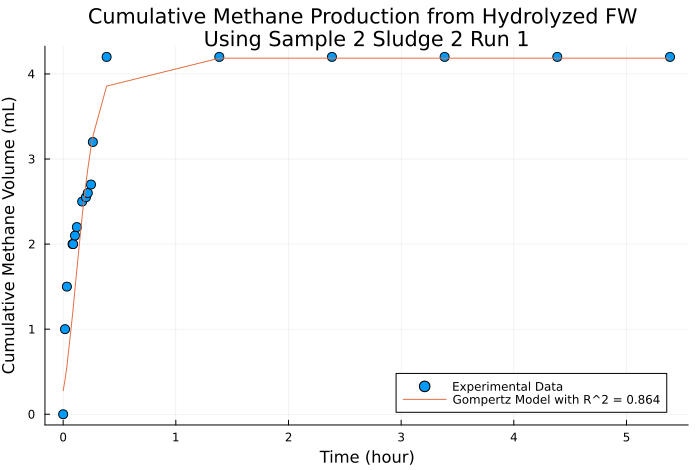 Cumulative Methane Production from Hydrolyzed FW
Using Sample 2 Sludge 2 Run 1
Cumulative Methane Volume (mL)
4
3
2
1
0
Experimental Data
Gompertz Model with R^2 = 0.864
0 1 2 3 4 5
Time (hour)